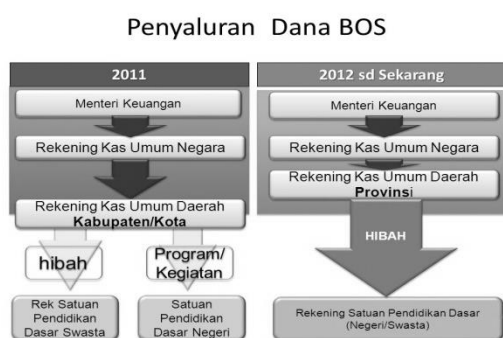 Penyaluran Dana BOS
2011
Menteri Keuangan
Rekening Kas Umum Negara
Rekening Kas Umum Daerah
Kabupaten/Kota
hibah
Program/
Kegiatan
Rek Satuan
Pendidikan
Dasar Swasta
Satuan
Pendidikan
Dasar Negeri
2012 sd Sekarang
Menteri Keuangan
Rekening Kas Umum Negara
Rekening Kas Umum Daerah
Provinsi
HIBAH
Rekening Satuan Pendidikan Dasar
(Negeri/Swasta)